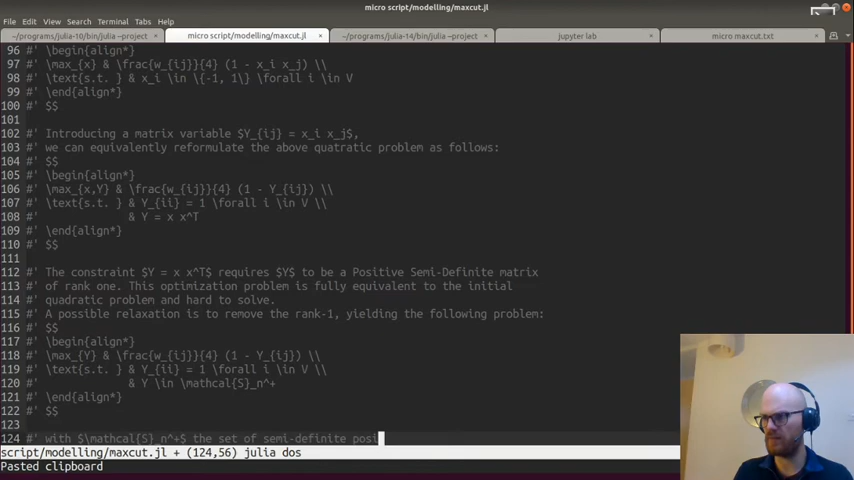 micro script/modelling/maxcut.jl
File Edit View Search Terminal Tabs Help
~/programs/julia-10/bin/julia –project × micro script/modelling/maxcut.jl × ~/programs/julia-14/bin/julia –project × jupyter lab × micro maxcut.txt ×
96 #' \begin{align*}
97 #' \max_{x} & \frac{w_{ij}}{4} (1 - x_i x_j) \\
98 #' \text{s.t. } & x_i \in \{-1, 1\} \forall i \in V
99 #' \end{align*}
100 #' $$
101
102 #' Introducing a matrix variable $Y_{ij} = x_i x_j$,
103 #' we can equivalently reformulate the above quatratic problem as follows:
104 #' $$
105 #' \begin{align*}
106 #' \max_{x,Y} & \frac{w_{ij}}{4} (1 - Y_{ij}) \\
107 #' \text{s.t. } & Y_{ii} = 1 \forall i \in V \\
108 #' & Y = x x^T
109 #' \end{align*}
110 #' $$
111
112 #' The constraint $Y = x x^T$ requires $Y$ to be a Positive Semi-Definite matrix
113 #' of rank one. This optimization problem is fully equivalent to the initial
114 #' quadratic problem and hard to solve.
115 #' A possible relaxation is to remove the rank-1, yielding the following problem:
116 #' $$
117 #' \begin{align*}
118 #' \max_{Y} & \frac{w_{ij}}{4} (1 - Y_{ij}) \\
119 #' \text{s.t. } & Y_{ii} = 1 \forall i \in V \\
120 #' & Y \in \mathcal{S}_n^+
121 #' \end{align*}
122 #' $$
123
124 #' with $\mathcal{S}_n^+$ the set of semi-definite posi
script/modelling/maxcut.jl + (124,56) julia dos
Pasted clipboard